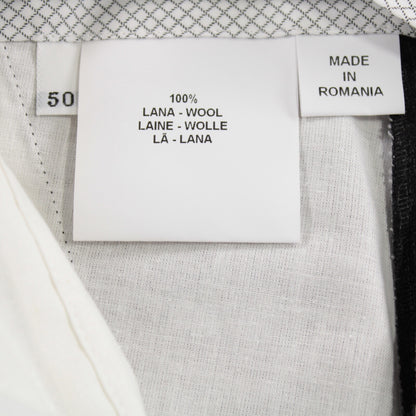 50
100%
LANA - WOOL
LAINE - WOLLE
LÃ - LANA
MADE
IN
ROMANIA